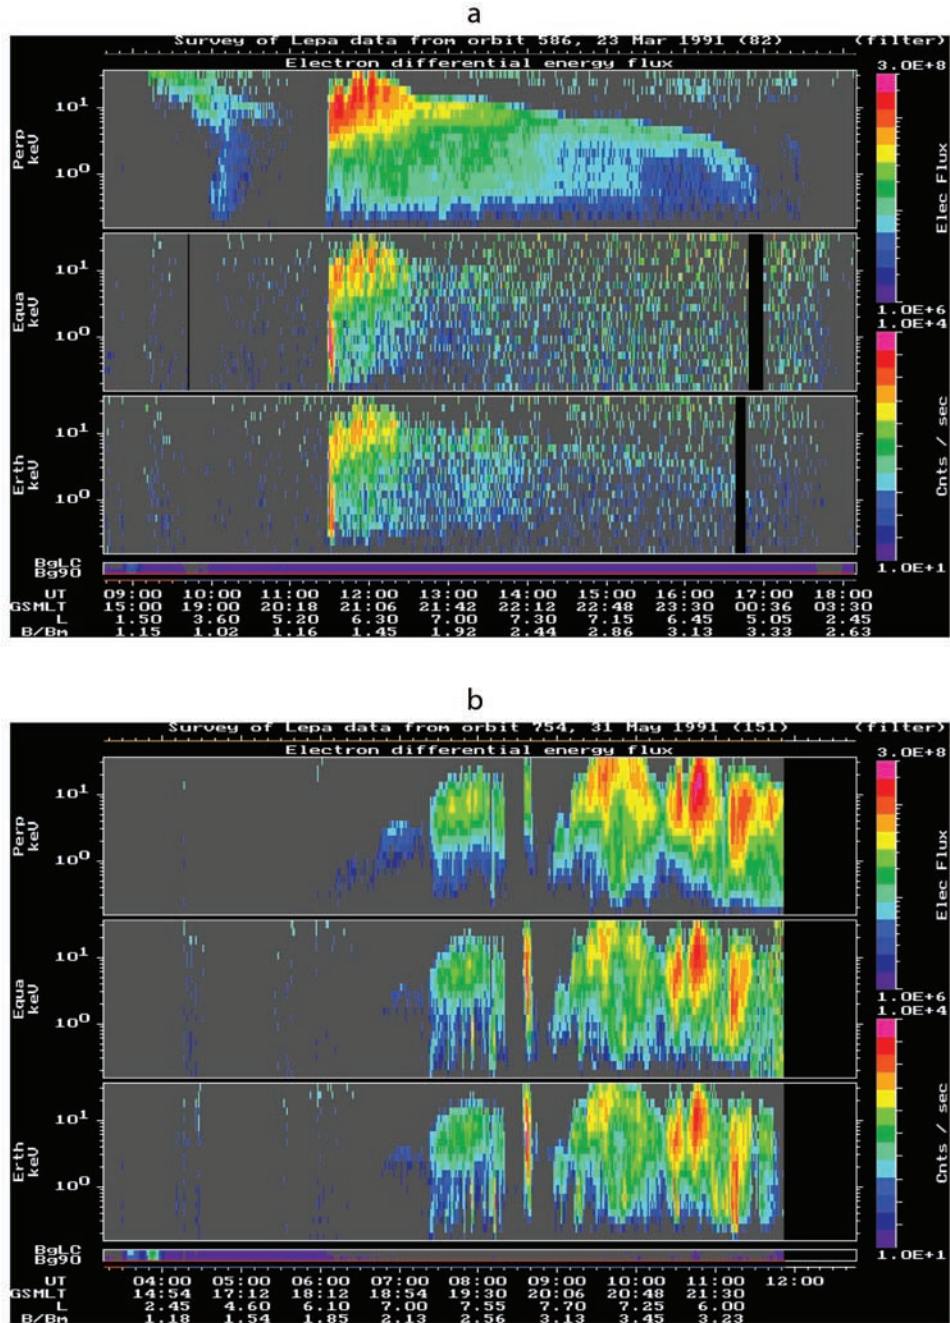 a
Survey of Lepa data from orbit 586, 23 Mar 1991 (82) (filter)
Electron differential energy flux
3.0E+8
Perp keV 10¹ 10⁰
Elec Flux
Equa keV 10¹ 10⁰
1.0E+6
1.0E+4
Erth keV 10¹ 10⁰
Cnts / sec
1.0E+1
BgLC
Bg90
UT 09:00 10:00 11:00 12:00 13:00 14:00 15:00 16:00 17:00 18:00
GSMLT 15:00 19:00 20:18 21:06 21:42 22:12 22:48 23:30 00:36 03:30
L 1.50 3.60 5.20 6.30 7.00 7.30 7.15 6.45 5.05 2.45
B/Bm 1.15 1.02 1.16 1.45 1.92 2.44 2.86 3.13 3.33 2.63
b
Survey of Lepa data from orbit 754, 31 May 1991 (151) (filter)
Electron differential energy flux
3.0E+8
Perp keV 10¹ 10⁰
Elec Flux
Equa keV 10¹ 10⁰
1.0E+6
1.0E+4
Erth keV 10¹ 10⁰
Cnts / sec
1.0E+1
BgLC
Bg90
UT 04:00 05:00 06:00 07:00 08:00 09:00 10:00 11:00 12:00
GSMLT 14:54 17:12 18:12 18:54 19:30 20:06 20:48 21:30
L 2.45 4.60 6.10 7.00 7.55 7.70 7.25 6.00
B/Bm 1.18 1.54 1.85 2.13 2.56 3.13 3.45 3.23